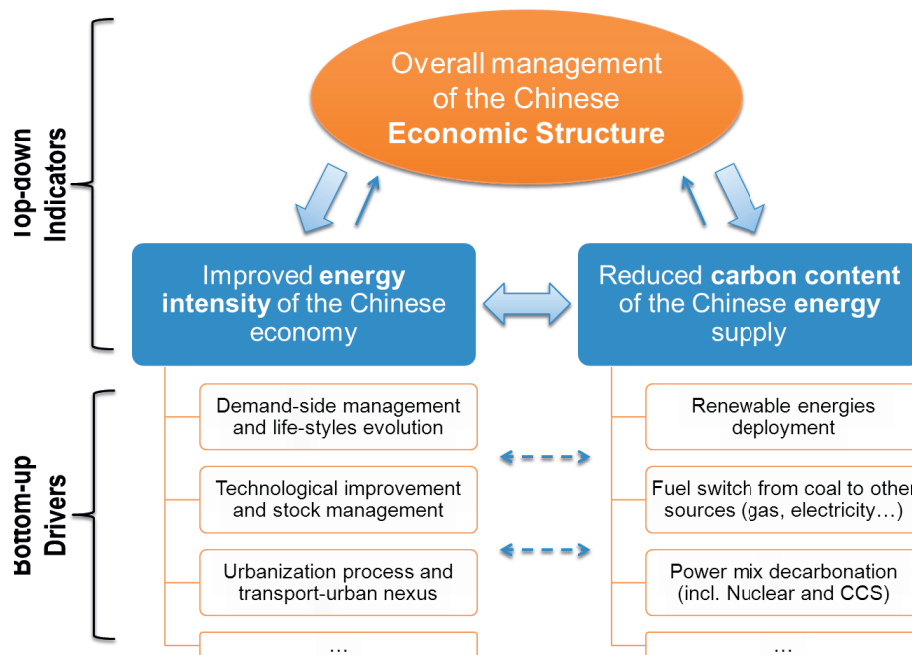 Top-down
Indicators
Overall management
of the Chinese
Economic Structure
Improved energy
intensity of the Chinese
economy
Reduced carbon content
of the Chinese energy
supply
Bottom-up
Drivers
Demand-side management
and life-styles evolution
Technological improvement
and stock management
Urbanization process and
transport-urban nexus
...
Renewable energies
deployment
Fuel switch from coal to other
sources (gas, electricity...)
Power mix decarbonation
(incl. Nuclear and CCS)
...